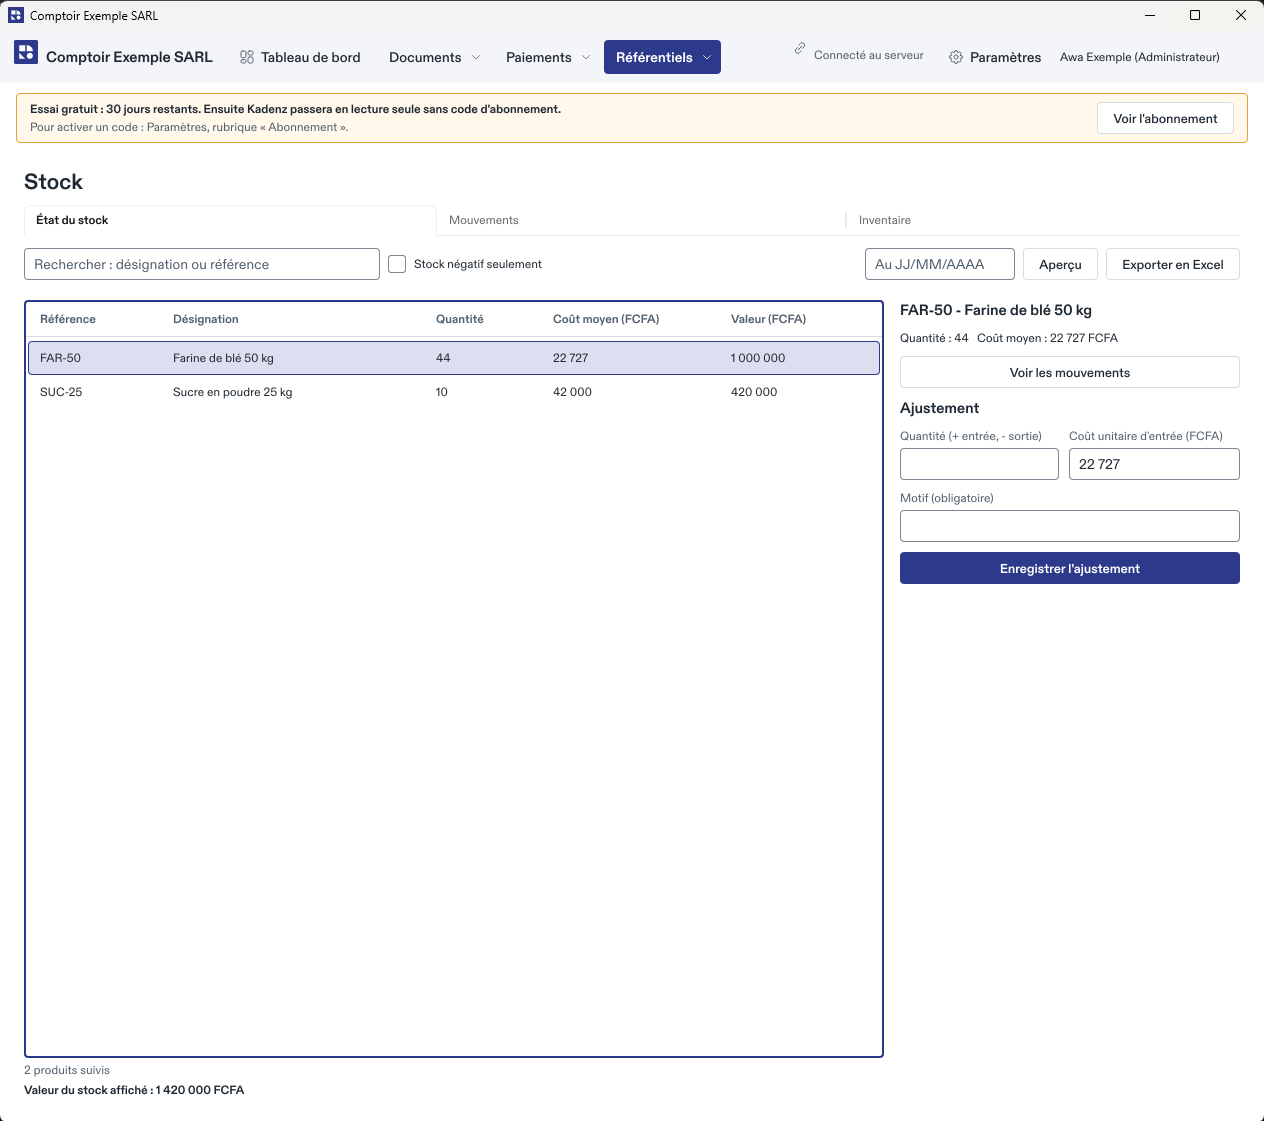 Comptoir Exemple SARL
Comptoir Exemple SARL
Tableau de bord
Documents
Paiements
Référentiels
Connecté au serveur
Paramètres
Awa Exemple (Administrateur)
Essai gratuit : 30 jours restants. Ensuite Kadenz passera en lecture seule sans code d'abonnement.
Pour activer un code : Paramètres, rubrique « Abonnement ».
Voir l'abonnement
Stock
État du stock
Mouvements
Inventaire
Rechercher : désignation ou référence
Stock négatif seulement
Au JJ/MM/AAAA
Aperçu
Exporter en Excel
Référence Désignation Quantité Coût moyen (FCFA) Valeur (FCFA)
FAR-50 Farine de blé 50 kg 44 22 727 1 000 000
SUC-25 Sucre en poudre 25 kg 10 42 000 420 000
FAR-50 - Farine de blé 50 kg
Quantité : 44 Coût moyen : 22 727 FCFA
Voir les mouvements
Ajustement
Quantité (+ entrée, - sortie) Coût unitaire d'entrée (FCFA)
22 727
Motif (obligatoire)
Enregistrer l'ajustement
2 produits suivis
Valeur du stock affiché : 1 420 000 FCFA